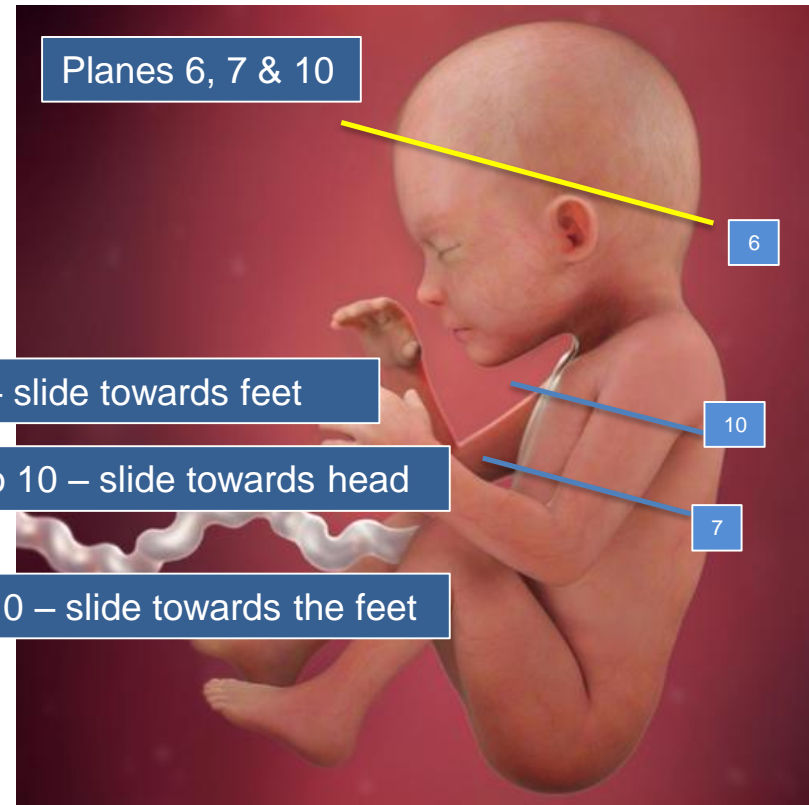 Planes 6, 7 & 10
6
slide towards feet
10
10 – slide towards head
7
0 – slide towards the feet